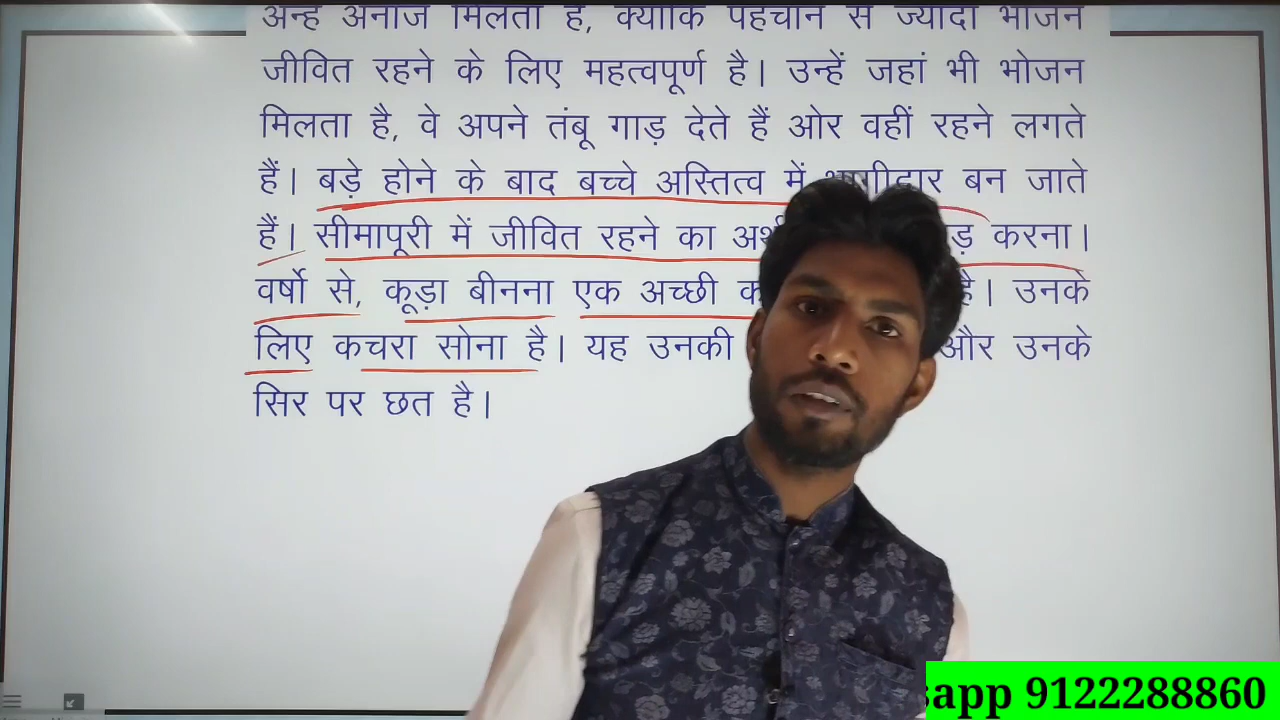 अनाज मिलता है, क्योंकि पहचान से ज्यादा भोजन
जीवित रहने के लिए महत्वपूर्ण है। उन्हें जहां भी भोजन
मिलता है, वे अपने तंबू गाड़ देते हैं ओर वहीं रहने लगते
हैं। बड़े होने के बाद बच्चे अस्तित्व में बन जाते
हैं। सीमापूरी में जीवित रहने का करना।
वर्षो से, कूड़ा बीनना एक अच्छी है। उनके
लिए कचरा सोना है। यह उनकी और उनके
सिर पर छत है।
sapp 9122288860